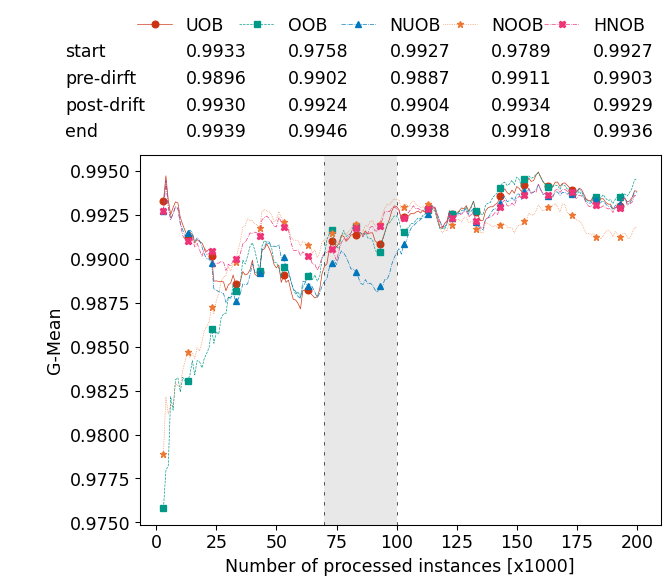 UOB OOB NUOB NOOB HNOB
start 0.9933 0.9758 0.9927 0.9789 0.9927
pre-dirft 0.9896 0.9902 0.9887 0.9911 0.9903
post-drift 0.9930 0.9924 0.9904 0.9934 0.9929
end 0.9939 0.9946 0.9938 0.9918 0.9936
0.9950
0.9925
0.9900
0.9875
0.9850
0.9825
0.9800
0.9775
0.9750
G-Mean
0 25 50 75 100 125 150 175 200
Number of processed instances [x1000]